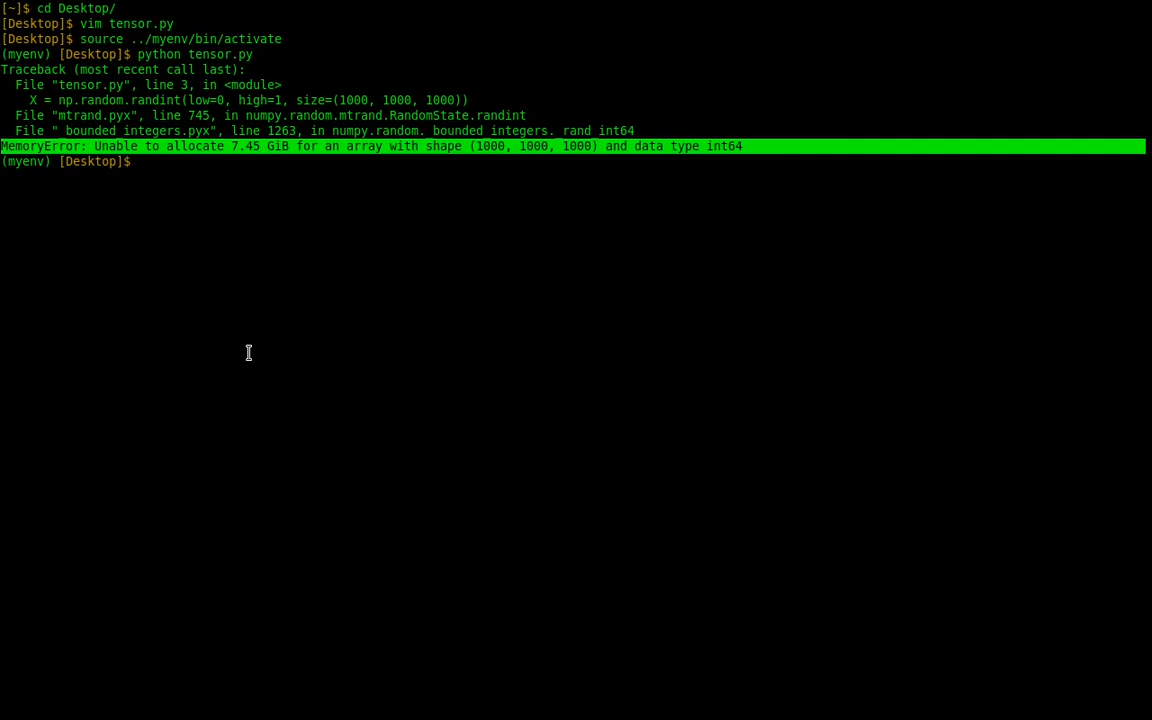 [~]$ cd Desktop/
[Desktop]$ vim tensor.py
[Desktop]$ source ../myenv/bin/activate
(myenv) [Desktop]$ python tensor.py
Traceback (most recent call last):
  File "tensor.py", line 3, in <module>
    X = np.random.randint(low=0, high=1, size=(1000, 1000, 1000))
  File "mtrand.pyx", line 745, in numpy.random.mtrand.RandomState.randint
  File "_bounded_integers.pyx", line 1263, in numpy.random._bounded_integers._rand_int64
MemoryError: Unable to allocate 7.45 GiB for an array with shape (1000, 1000, 1000) and data type int64
(myenv) [Desktop]$